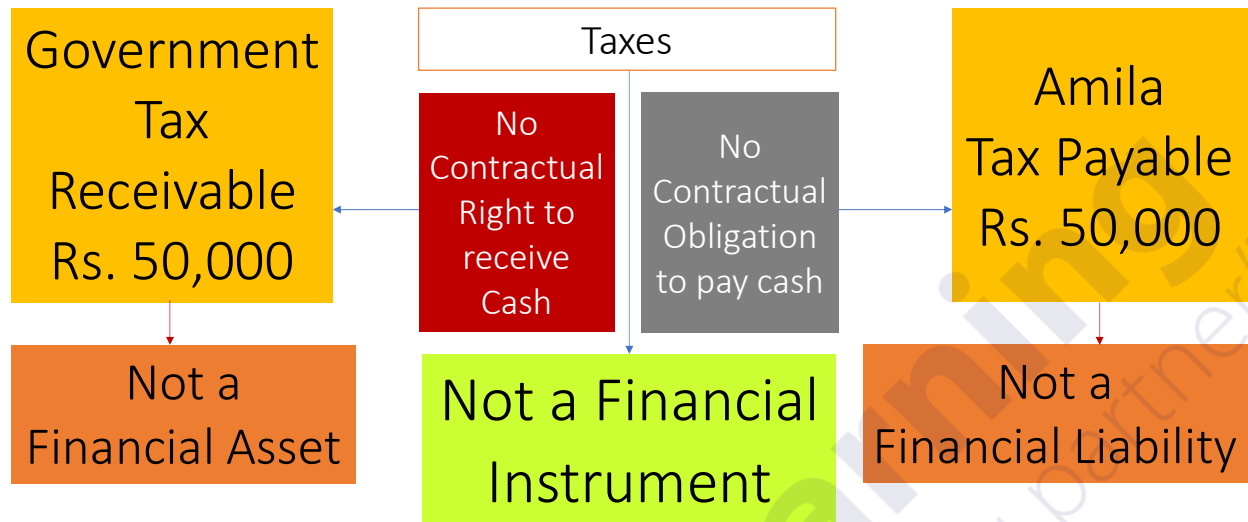 Taxes
Government
Tax
Receivable
Rs. 50,000
No
Contractual
Right to
receive
Cash
No
Contractual
Obligation
to pay cash
Amila
Tax Payable
Rs. 50,000
Not a
Financial Asset
Not a Financial
Instrument
Not a
Financial Liability